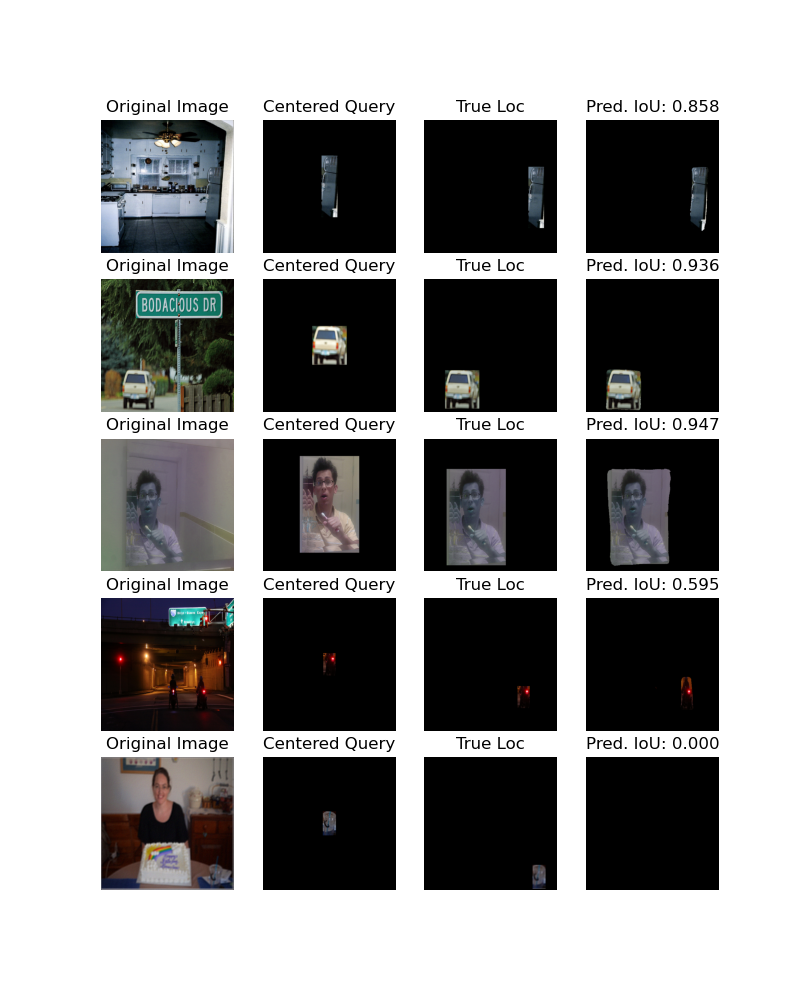 Original Image Centered Query True Loc Pred. IoU: 0.858
Original Image Centered Query True Loc Pred. IoU: 0.936
BODACIOUS DR
Original Image Centered Query True Loc Pred. IoU: 0.947
Original Image Centered Query True Loc Pred. IoU: 0.595
Original Image Centered Query True Loc Pred. IoU: 0.000